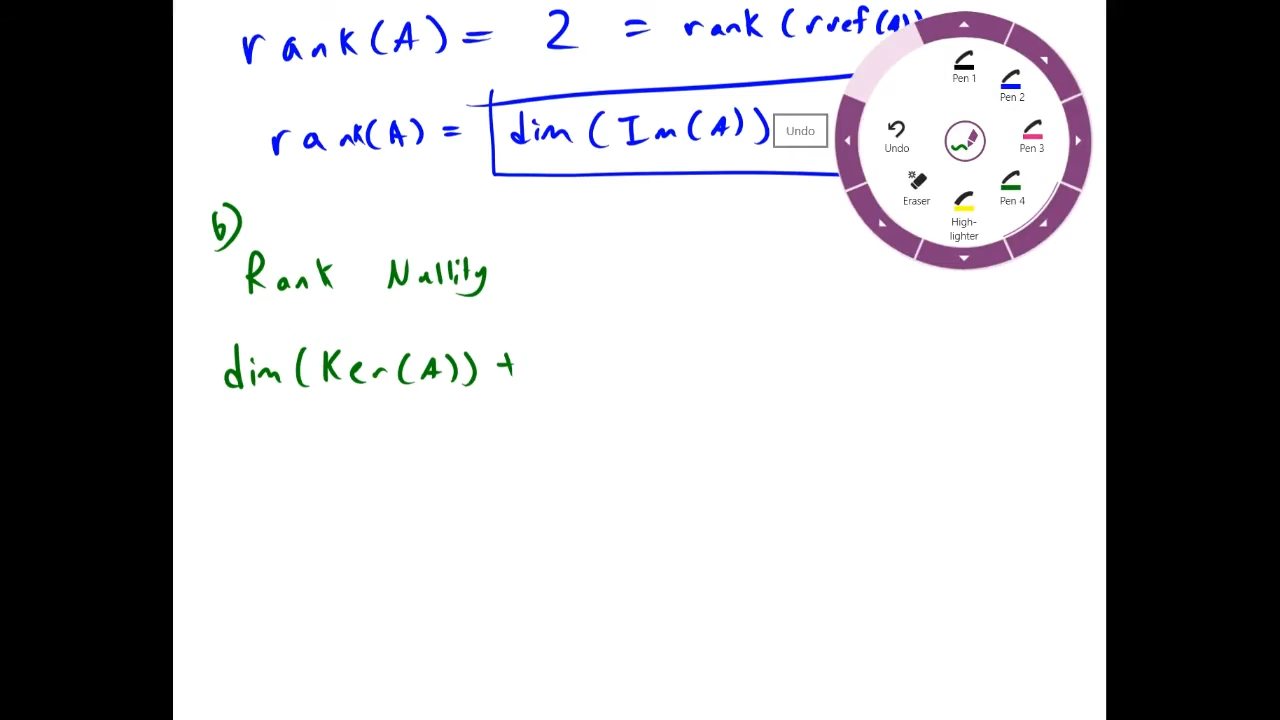 rank(A) = 2 = rank(rref(A))
rank(A) = dim(Im(A))
Undo
Pen 1
Pen 2
Undo
Pen 3
Eraser
Pen 4
High-
lighter
b)
Rank Nullity
dim(Ker(A)) +